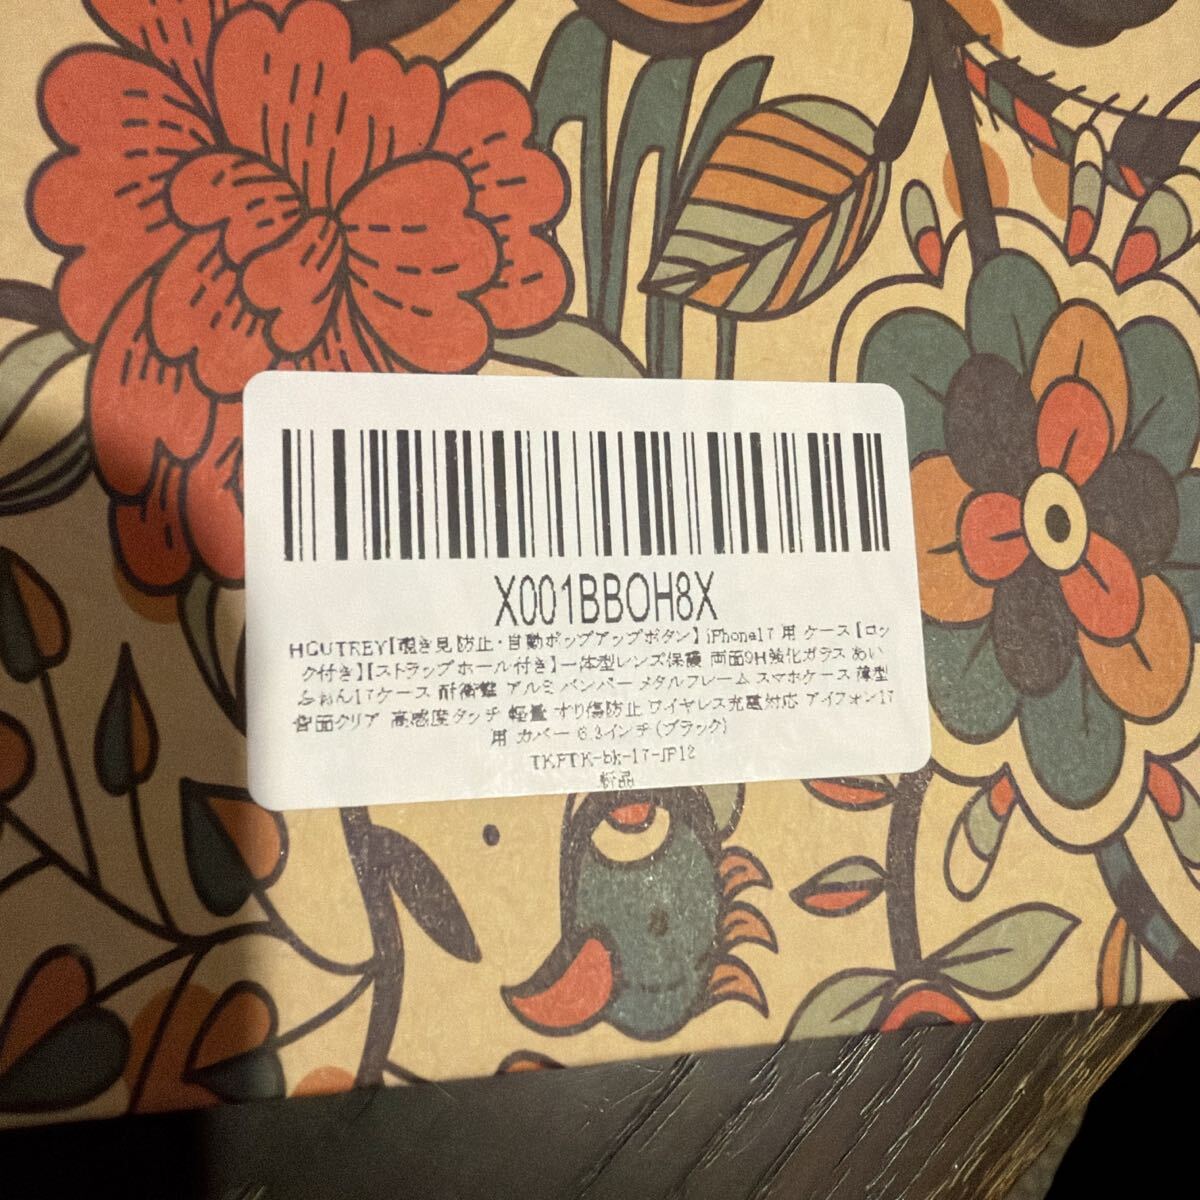 X001BBOH8X
HGUTREY【覗き見防止・自動ポップアップボタン】iPhone17 用 ケース【ロッ
ク付き】【ストラップホール付き】一体型レンズ保護 両面9H強化ガラス あい
ふぉん17ケース 耐衝撃 アルミ バンパー メタルフレーム スマホケース 薄型
背面クリア 高感度タッチ 軽量 すり傷防止 ワイヤレス充電対応 アイフォン17
用 カバー 6.3インチ (ブラック)
TKFTK-bk-17-JP12
新品